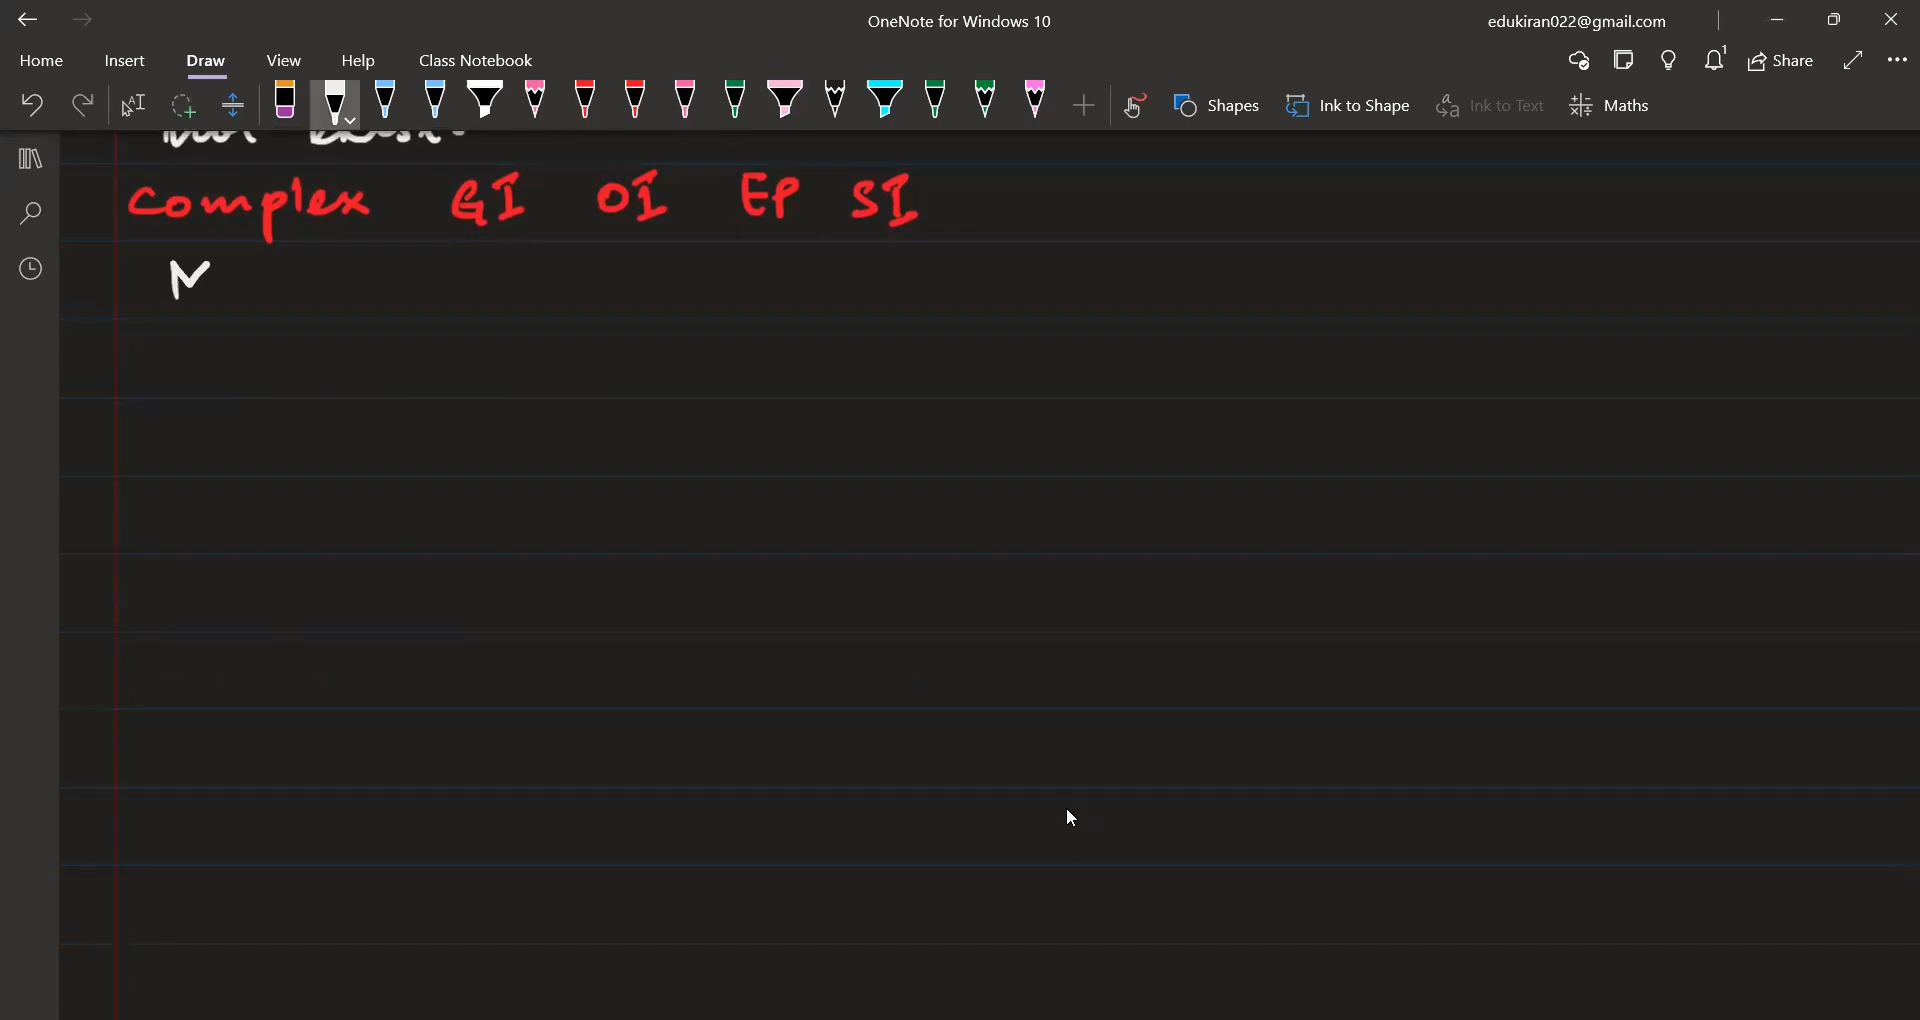 OneNote for Windows 10 edukiran022@gmail.com
Home Insert Draw View Help Class Notebook 1 Share
Shapes Ink to Shape Ink to Text Maths
Complex GI OI EP SI
N